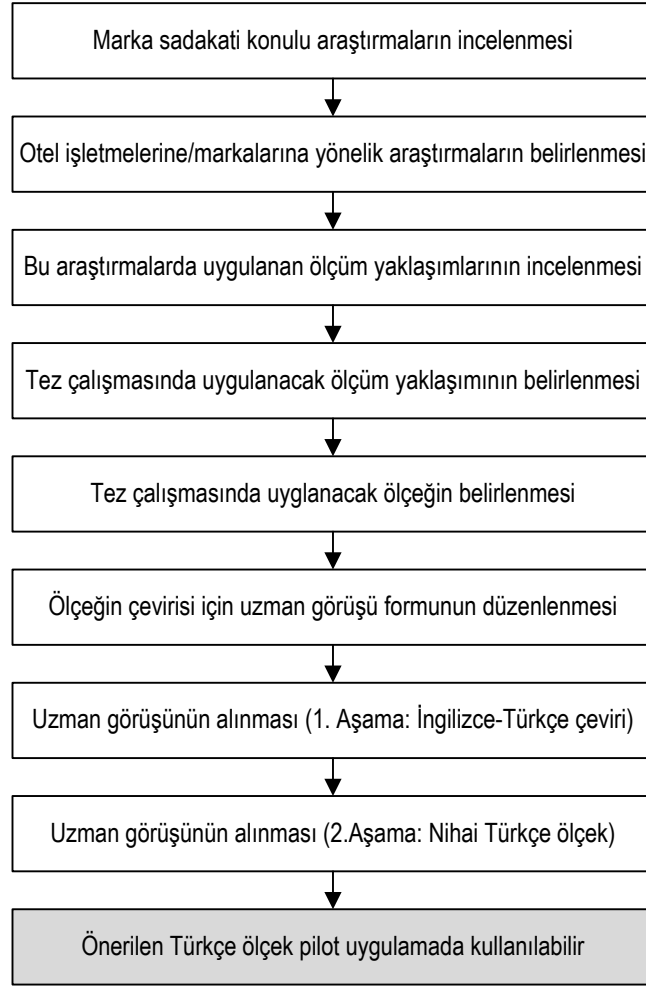 Marka sadakati konulu araştırmaların incelenmesi
Otel işletmelerine/markalarına yönelik araştırmaların belirlenmesi
Bu araştırmalarda uygulanan ölçüm yaklaşımlarının incelenmesi
Tez çalışmasında uygulanacak ölçüm yaklaşımının belirlenmesi
Tez çalışmasında uyglanacak ölçeğin belirlenmesi
Ölçeğin çevirisi için uzman görüşü formunun düzenlenmesi
Uzman görüşünün alınması (1. Aşama: İngilizce-Türkçe çeviri)
Uzman görüşünün alınması (2.Aşama: Nihai Türkçe ölçek)
Önerilen Türkçe ölçek pilot uygulamada kullanılabilir